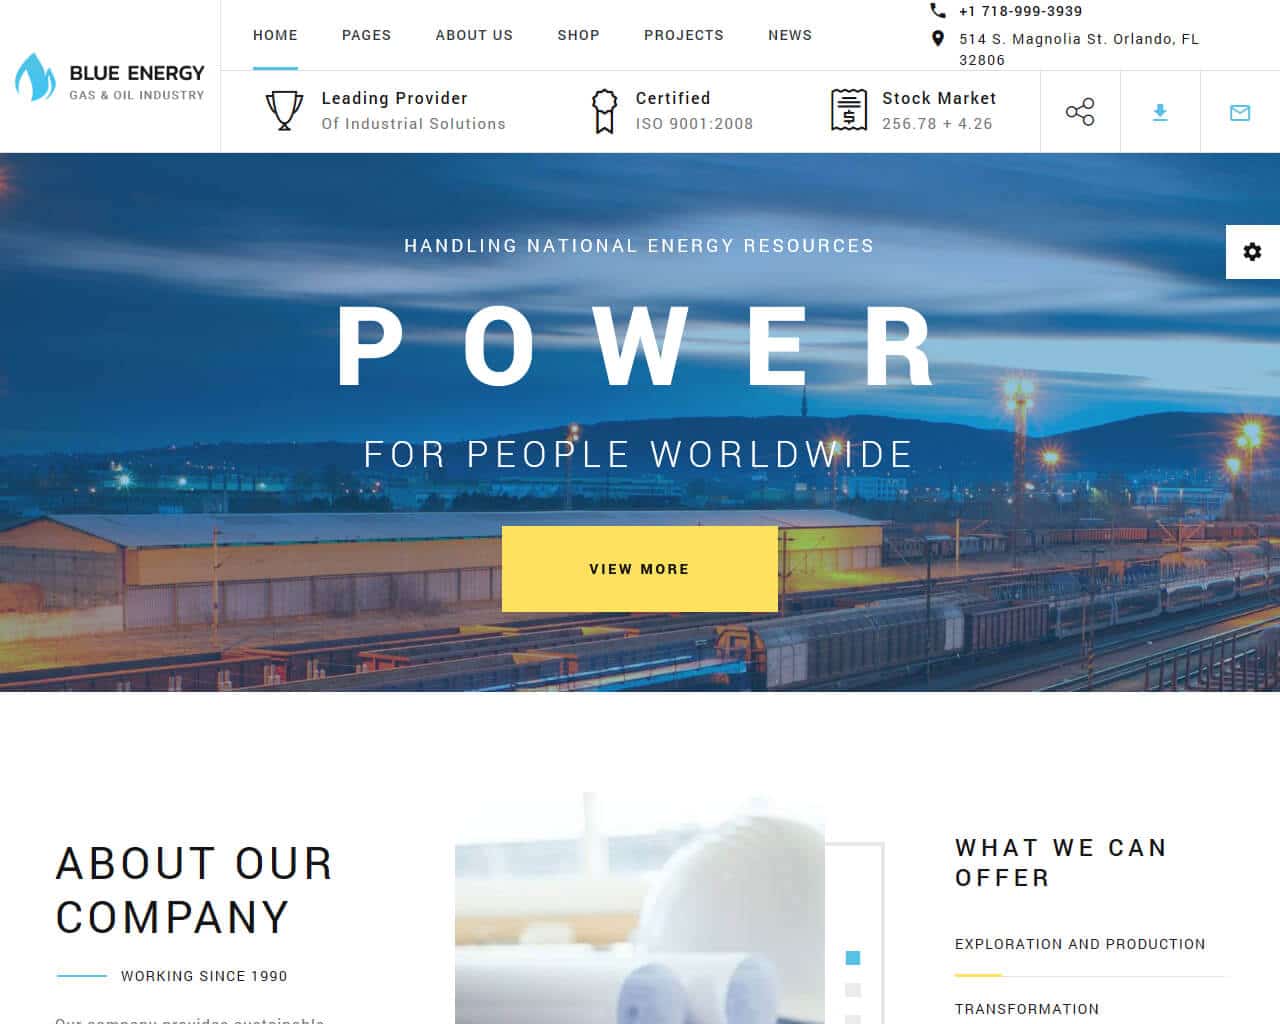 HOME PAGES ABOUT US SHOP PROJECTS NEWS
+1 718-999-3939
514 S. Magnolia St. Orlando, FL
32806
BLUE ENERGY
GAS & OIL INDUSTRY
Leading Provider
Of Industrial Solutions
Certified
ISO 9001:2008
Stock Market
256.78 + 4.26
HANDLING NATIONAL ENERGY RESOURCES
POWER
FOR PEOPLE WORLDWIDE
VIEW MORE
ABOUT OUR
COMPANY
WORKING SINCE 1990
Our company provides sustainable
WHAT WE CAN
OFFER
EXPLORATION AND PRODUCTION
TRANSFORMATION